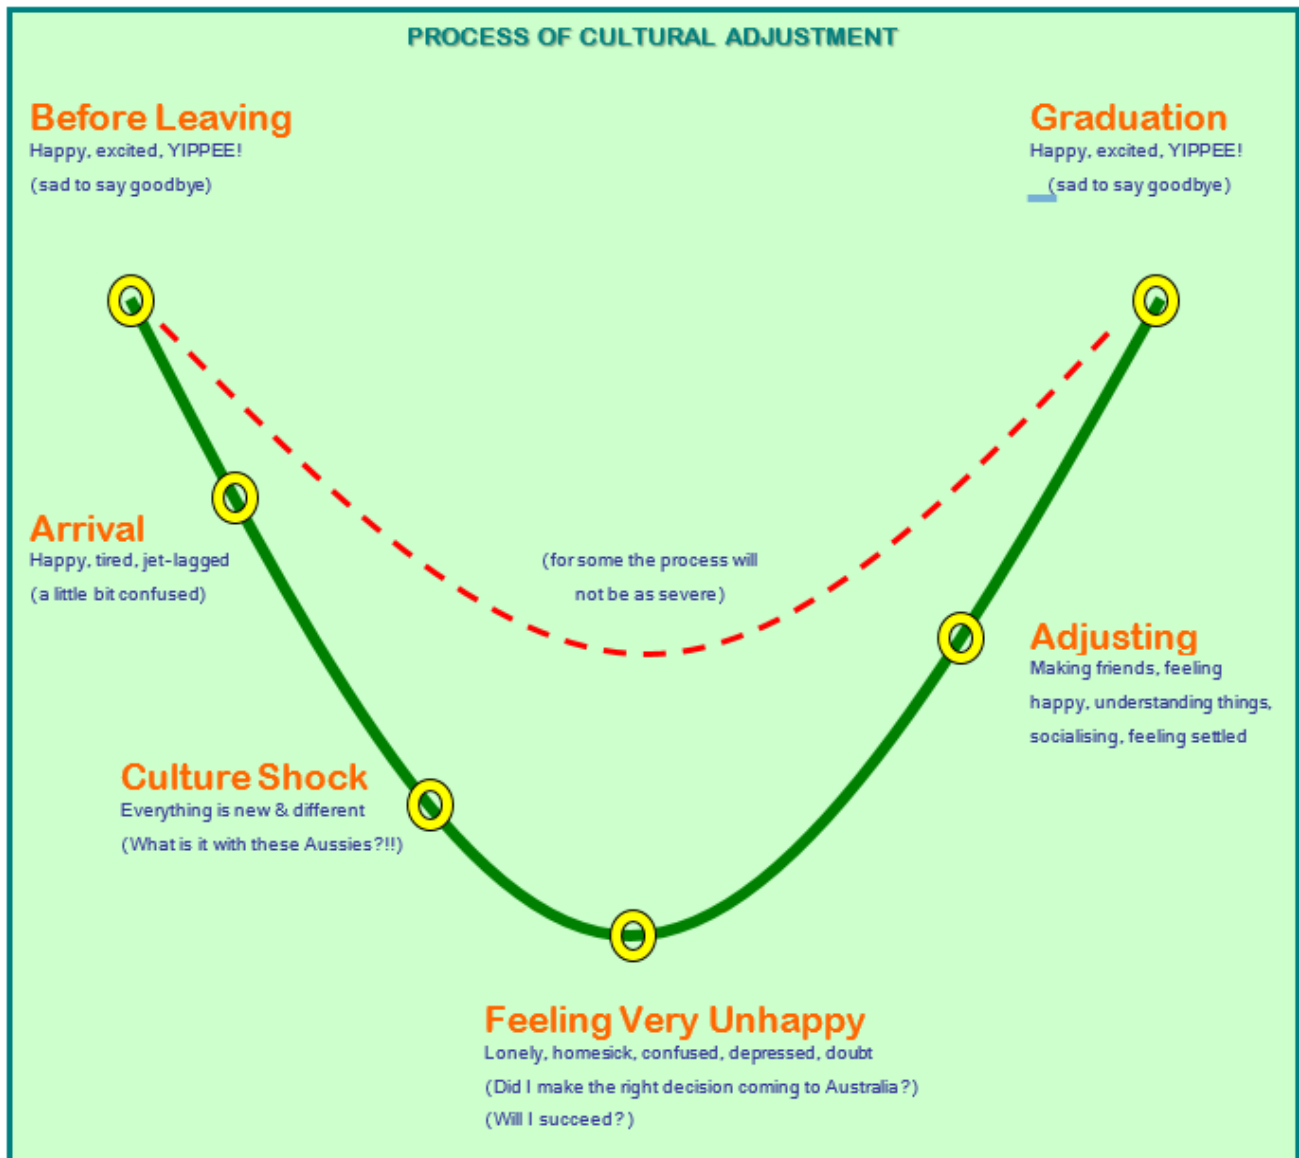 PROCESS OF CULTURAL ADJUSTMENT
Before Leaving
Happy, excited, YIPPEE!
(sad to say goodbye)
Graduation
Happy, excited, YIPPEE!
(sad to say goodbye)
Arrival
Happy, tired, jet-lagged
(a little bit confused)
(for some the process will
not be as severe)
Adjusting
Making friends, feeling
happy, understanding things,
socialising, feeling settled
Culture Shock
Everything is new & different
(What is it with these Aussies?!!)
Feeling Very Unhappy
Lonely, homesick, confused, depressed, doubt
(Did I make the right decision coming to Australia?)
(Will I succeed?)